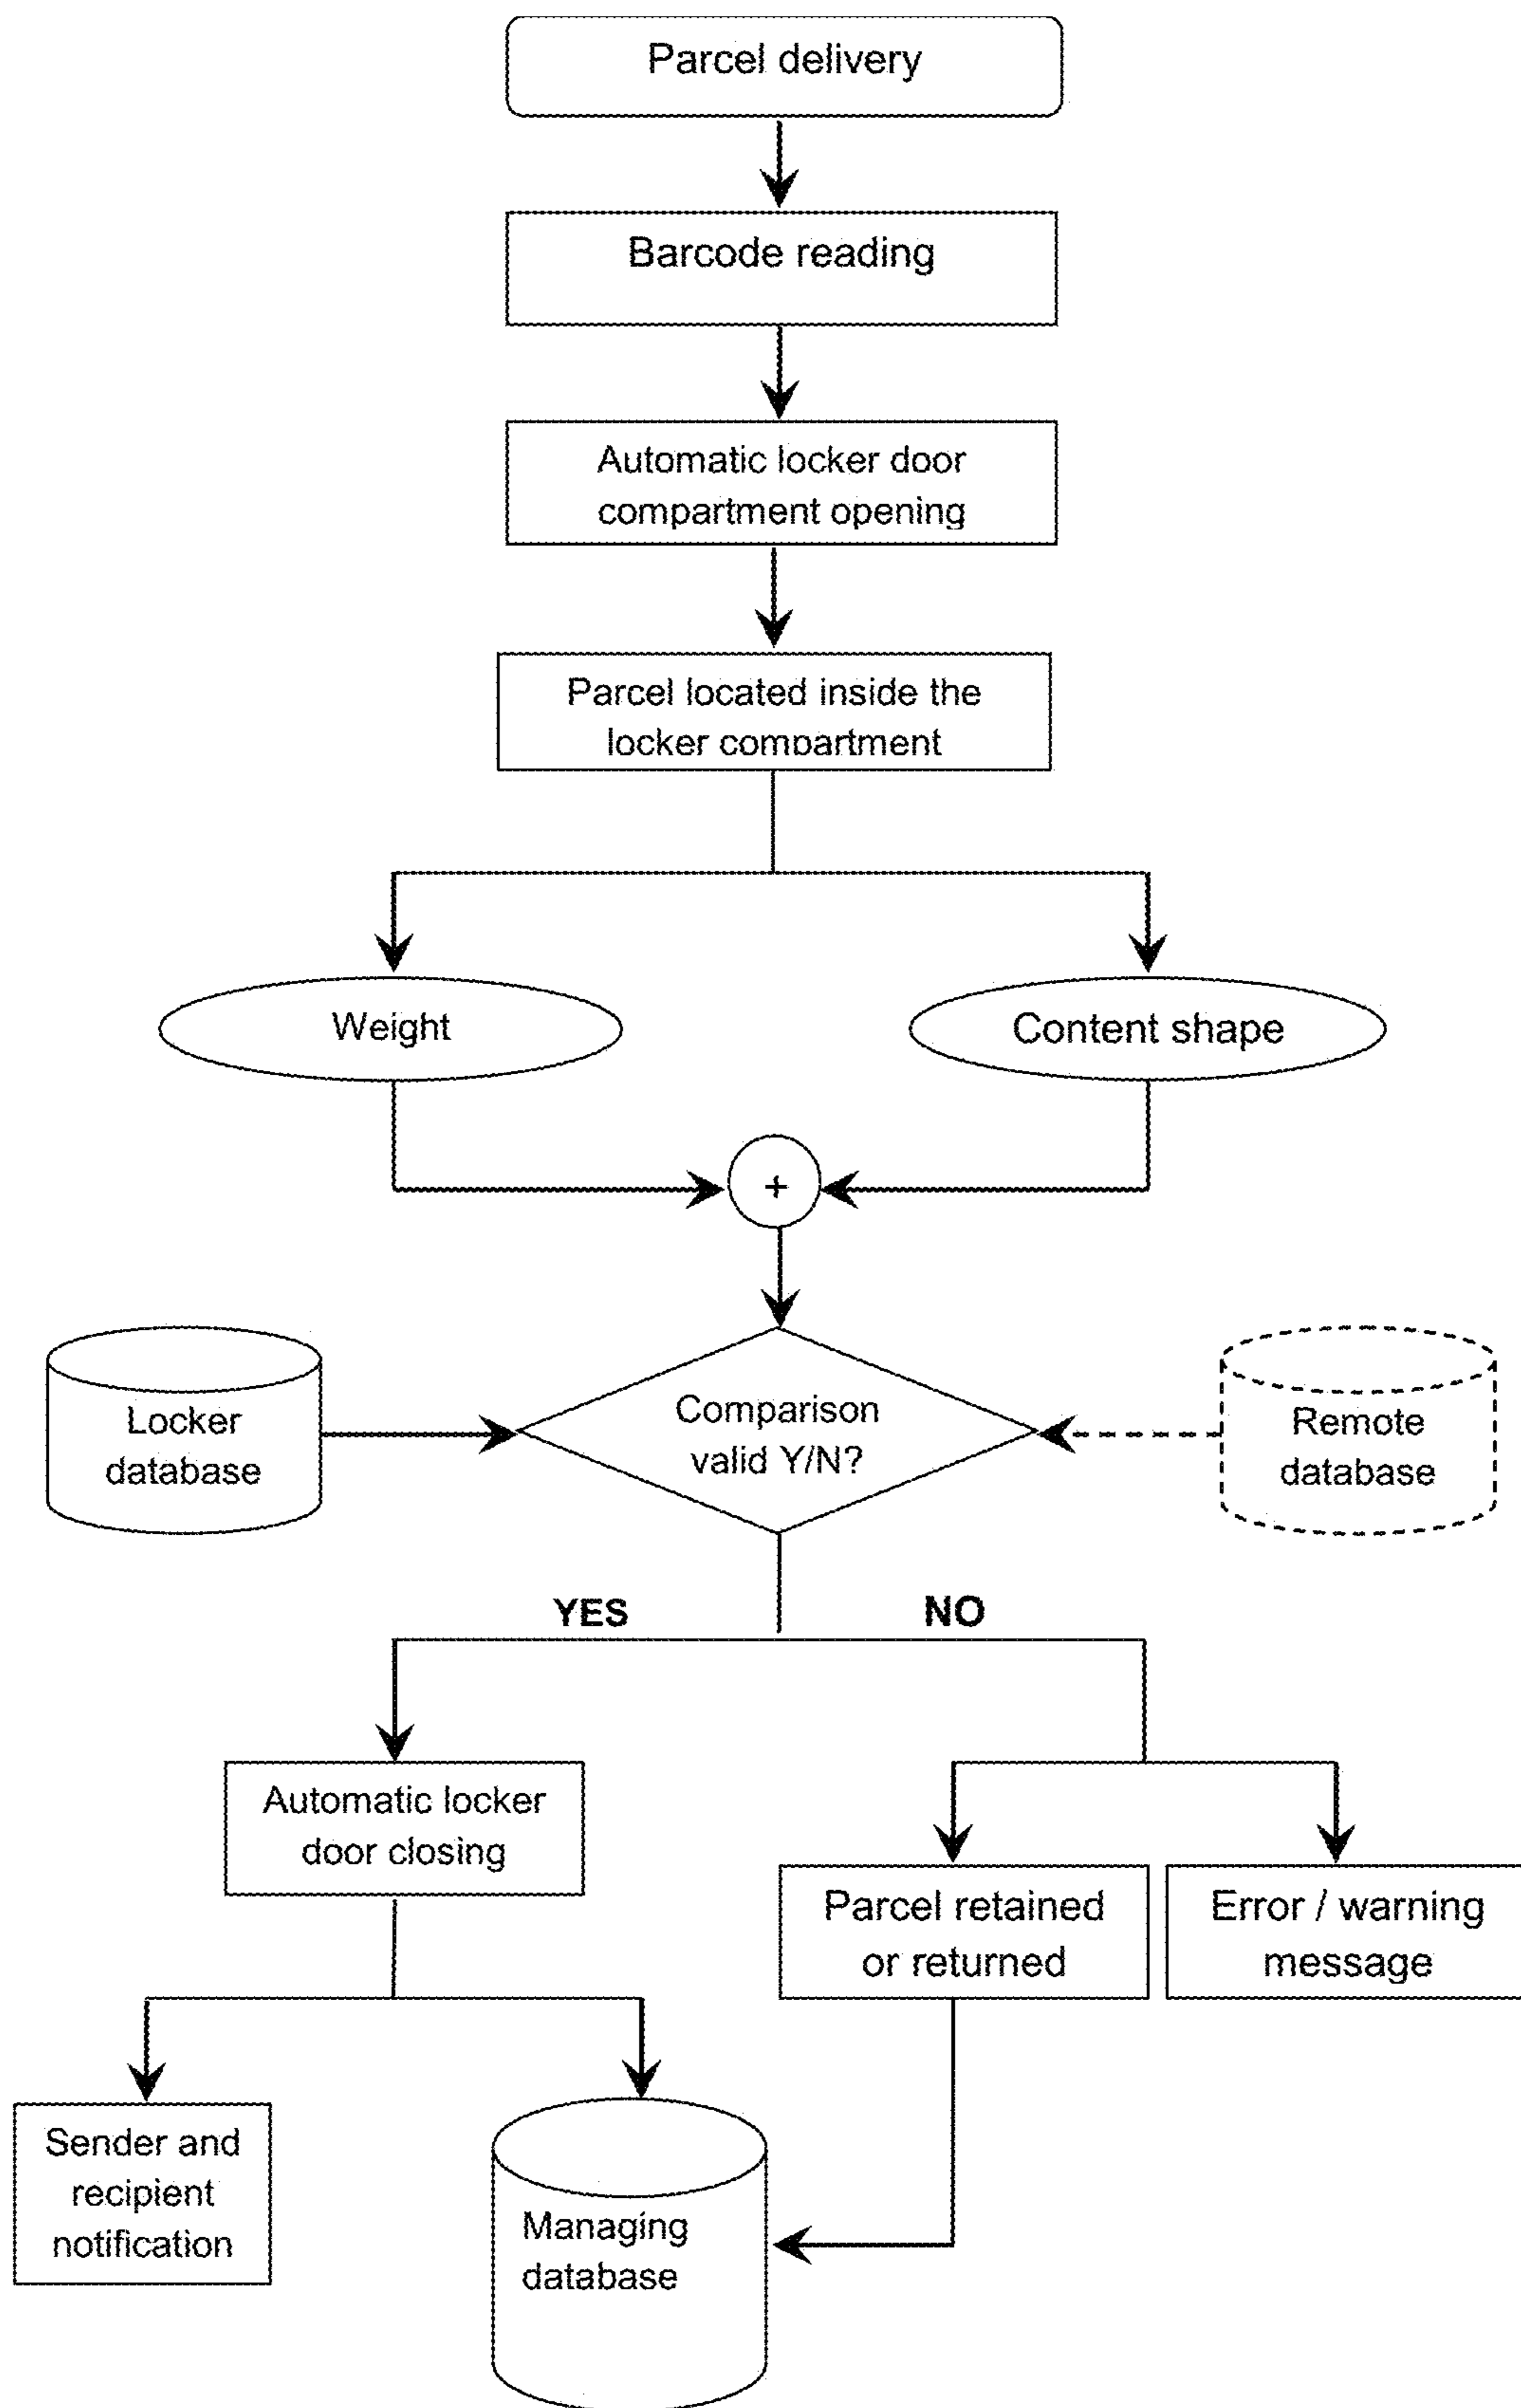 Parcel delivery
Barcode reading
Automatic locker door
compartment opening
Parcel located inside the
locker compartment
Weight
Content shape
+
Locker
database
Comparison
valid Y/N?
Remote
database
YES
NO
Automatic locker
door closing
Parcel retained
or returned
Error / warning
message
Sender and
recipient
notification
Managing
database